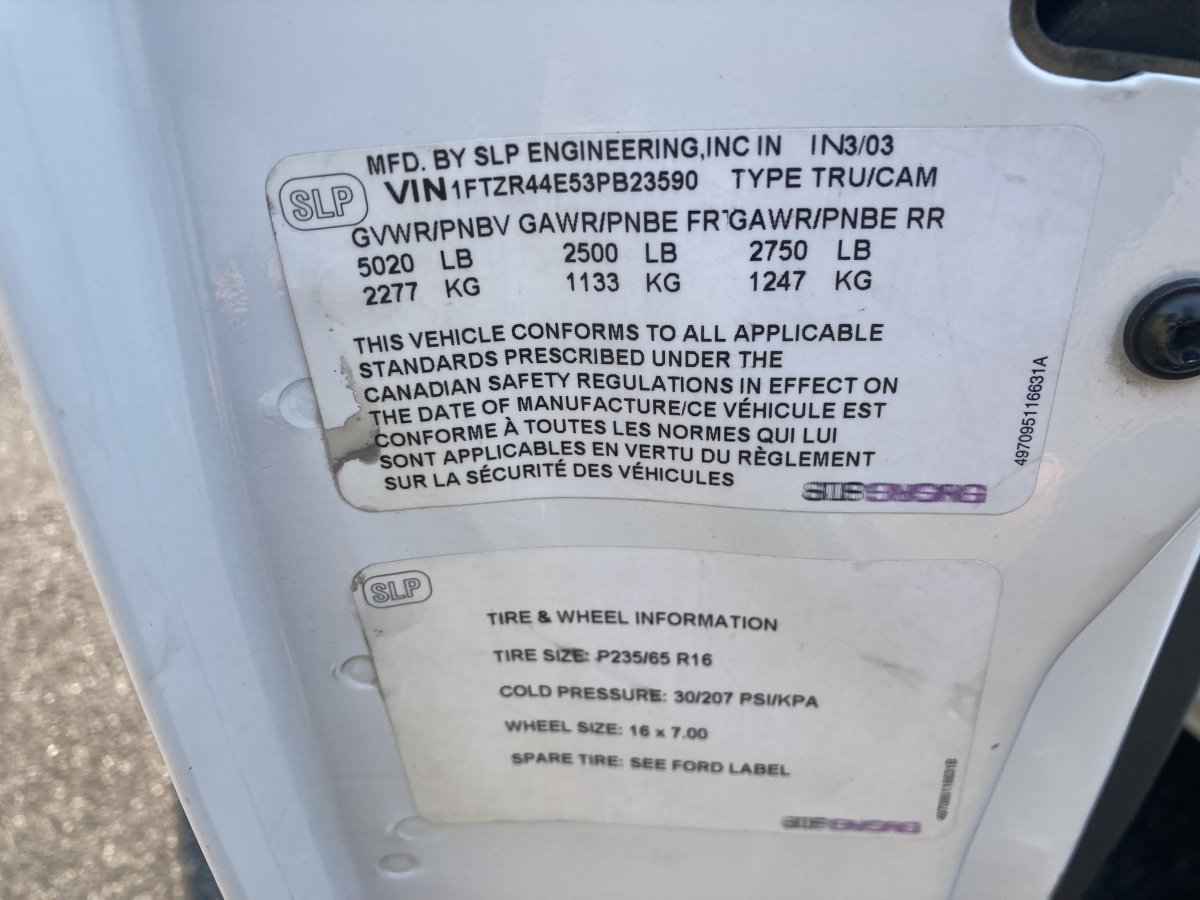 MFD. BY SLP ENGINEERING,INC IN IN3/03
SLP VIN 1FTZR44E53PB23590 TYPE TRU/CAM
GVWR/PNBV GAWR/PNBE FR GAWR/PNBE RR
5020 LB 2500 LB 2750 LB
2277 KG 1133 KG 1247 KG
THIS VEHICLE CONFORMS TO ALL APPLICABLE
STANDARDS PRESCRIBED UNDER THE
CANADIAN SAFETY REGULATIONS IN EFFECT ON
THE DATE OF MANUFACTURE/CE VÉHICULE EST
CONFORME À TOUTES LES NORMES QUI LUI
SONT APPLICABLES EN VERTU DU RÈGLEMENT
SUR LA SÉCURITÉ DES VÉHICULES
497095116631A
SLP
TIRE & WHEEL INFORMATION
TIRE SIZE: P235/65 R16
COLD PRESSURE: 30/207 PSI/KPA
WHEEL SIZE: 16 x 7.00
SPARE TIRE: SEE FORD LABEL
497095116631B